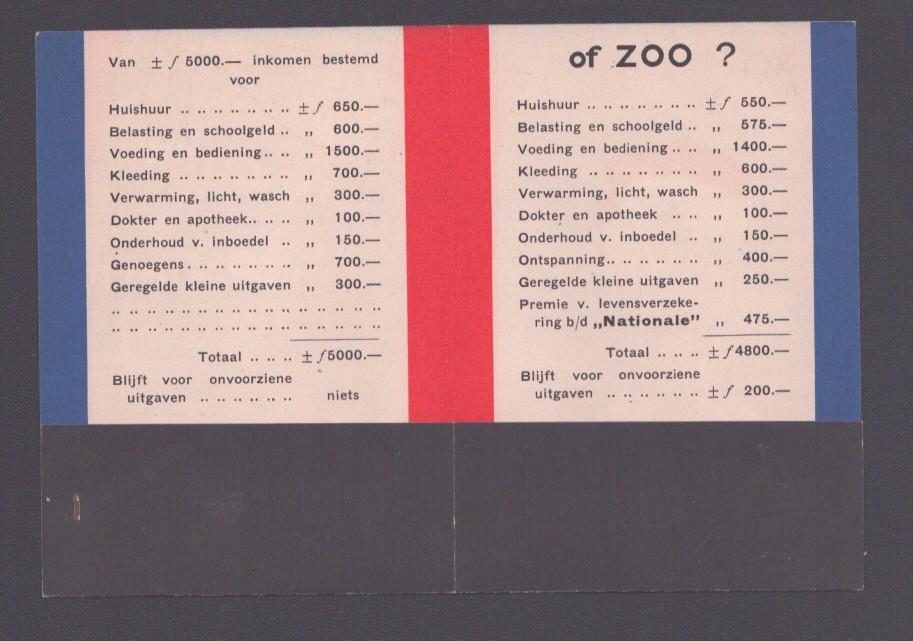 Van ± ƒ 5000.— inkomen bestemd
voor
Huishuur .. .. .. .. .. .. .. ± ƒ 650.—
Belasting en schoolgeld .. „ 600.—
Voeding en bediening .. .. „ 1500.—
Kleeding .. .. .. .. .. .. .. „ 700.—
Verwarming, licht, wasch „ 300.—
Dokter en apotheek.. .. .. „ 100.—
Onderhoud v. inboedel .. „ 150.—
Genoegens . .. .. .. .. .. .. „ 700.—
Geregelde kleine uitgaven „ 300.—
.. .. .. .. .. .. .. .. .. .. .. .. .. .. .. .. ..
.. .. .. .. .. .. .. .. .. .. .. .. .. .. .. .. ..
Totaal .. .. .. ± ƒ5000.—
Blijft voor onvoorziene
uitgaven .. .. .. .. .. .. niets
of ZOO ?
Huishuur .. .. .. .. .. .. .. ± ƒ 550.—
Belasting en schoolgeld .. „ 575.—
Voeding en bediening .. .. „ 1400.—
Kleeding .. .. .. .. .. .. .. „ 600.—
Verwarming, licht, wasch „ 300.—
Dokter en apotheek .. .. „ 100.—
Onderhoud v. inboedel .. „ 150.—
Ontspanning.. .. .. .. .. .. „ 400.—
Geregelde kleine uitgaven „ 250.—
Premie v. levensverzeke-
ring b/d „Nationale” „ 475.—
Totaal .. .. .. ± ƒ4800.—
Blijft voor onvoorziene
uitgaven .. .. .. .. .. .. ± ƒ 200.—